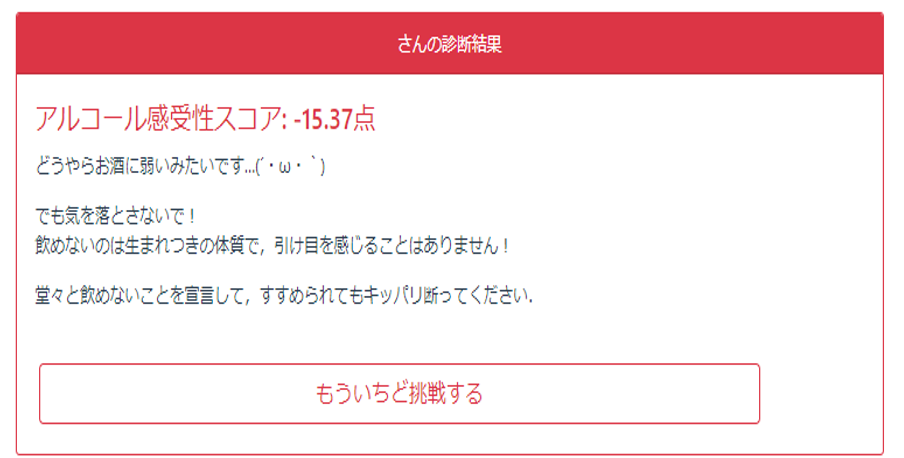 さんの診断結果
アルコール感受性スコア: -15.37点
どうやらお酒に弱いみたいです...(´・ω・｀)
でも気を落とさないで！
飲めないのは生まれつきの体質で，引け目を感じることはありません！
堂々と飲めないことを宣言して，すすめられてもキッパリ断ってください．
もういちど挑戦する